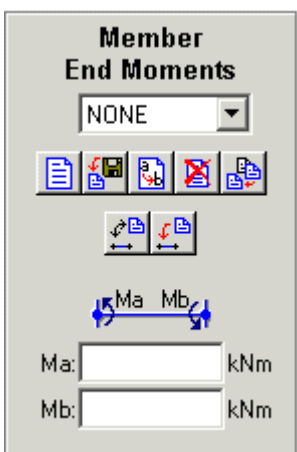 Member
End Moments
NONE
a
b
Ma Mb
Ma: kNm
Mb: kNm